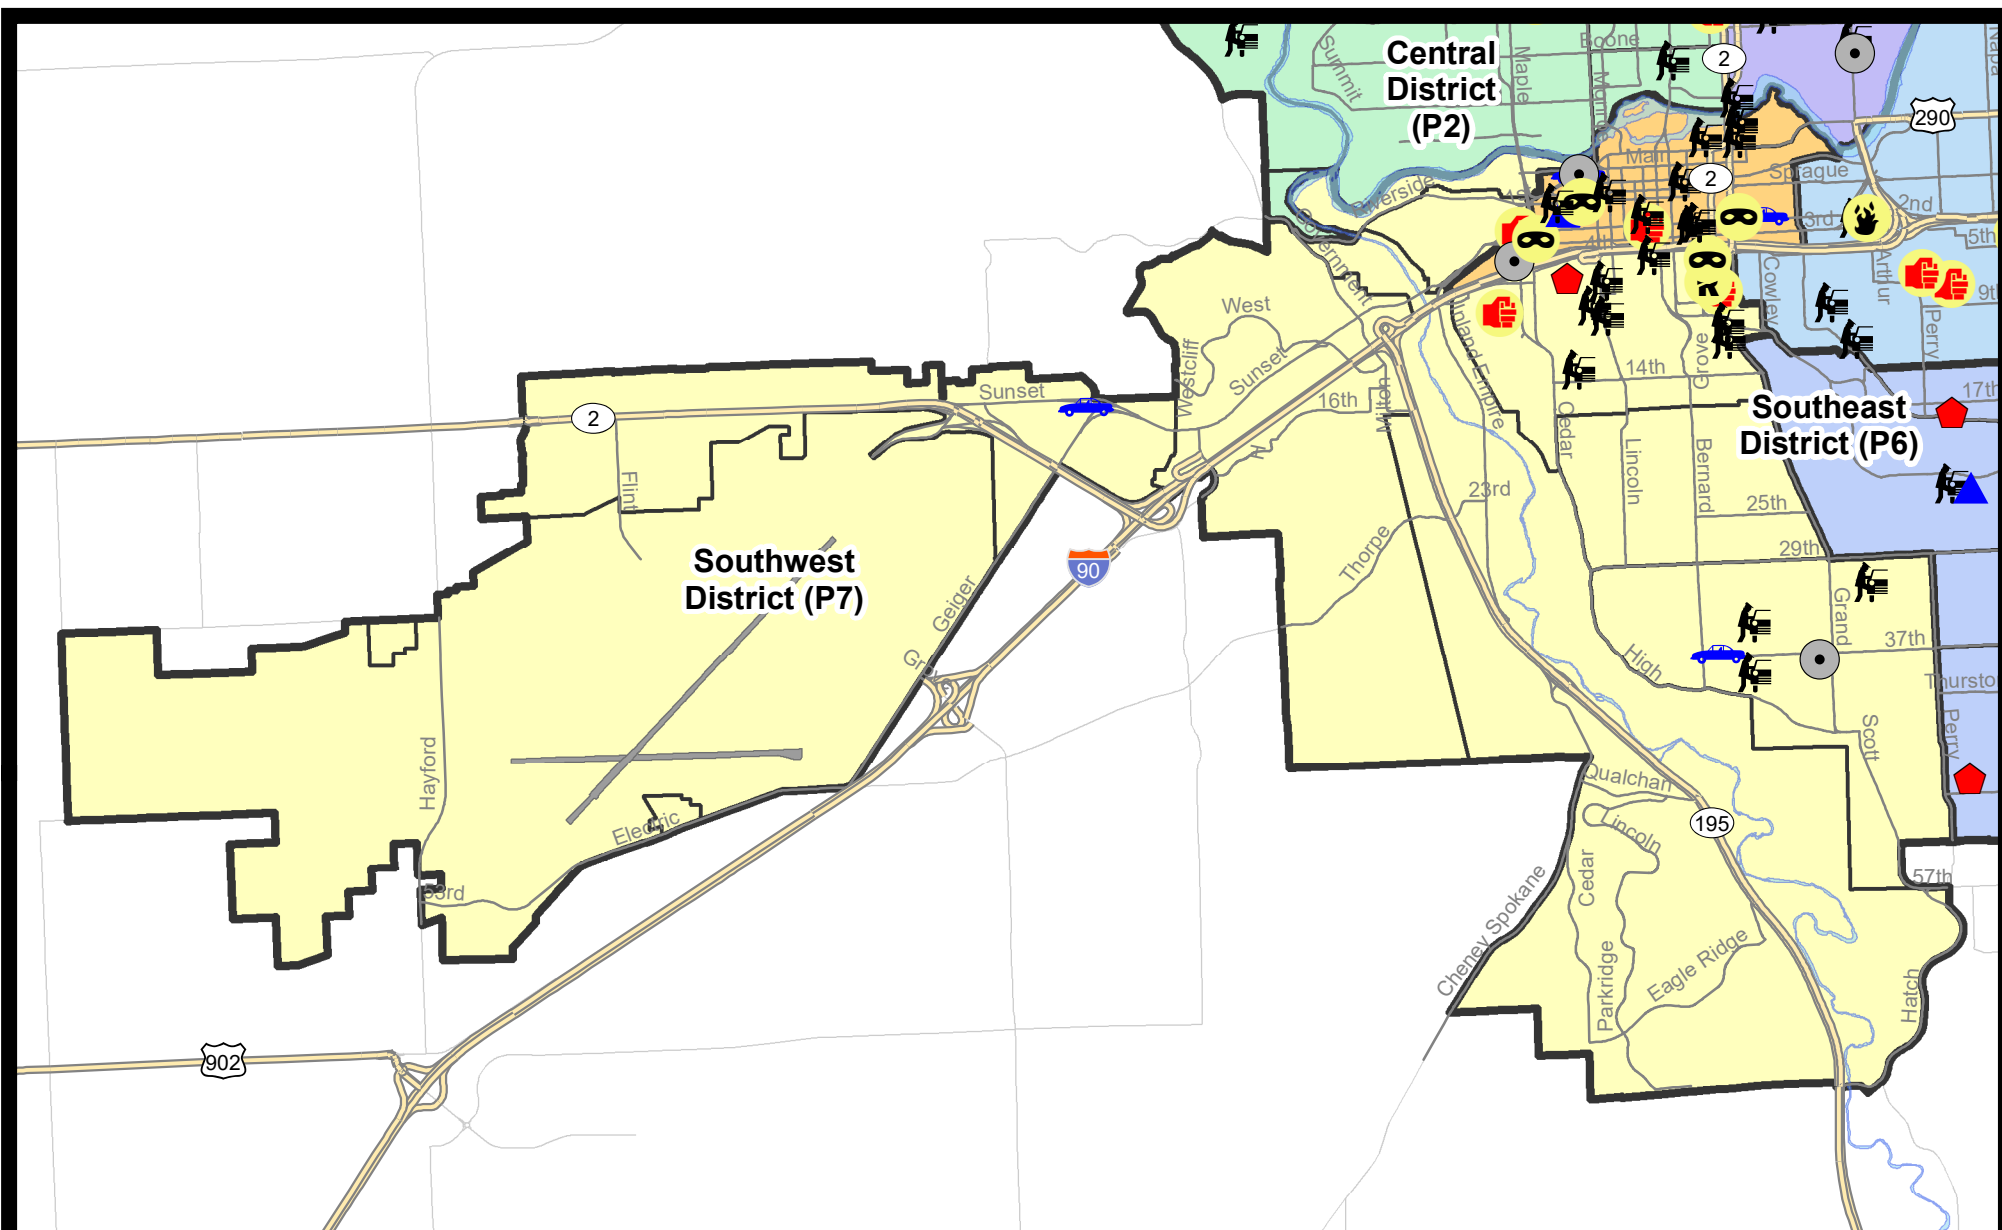 Central
District
(P2)
Summit
Maple
Boone
Monroe
2
290
Napa
Main
Sprague
2
Riverside
Government
3rd
2nd
5th
4th
Arthur
9th
Cowley
Perry
West
Westcliff
Sunset
Sunset
16th
Milton
Inland Empire
14th
Grove
Cedar
Lincoln
Bernard
Southeast
District (P6)
17th
2
Flint
23rd
25th
29th
Thorpe
Southwest
District (P7)
90
Geiger
Grove
Grand
37th
High
Thurston
Perry
Scott
Hayford
Electric
Qualchan
195
Lincoln
Cedar
53rd
57th
Cheney Spokane
Parkridge
Eagle Ridge
Hatch
902